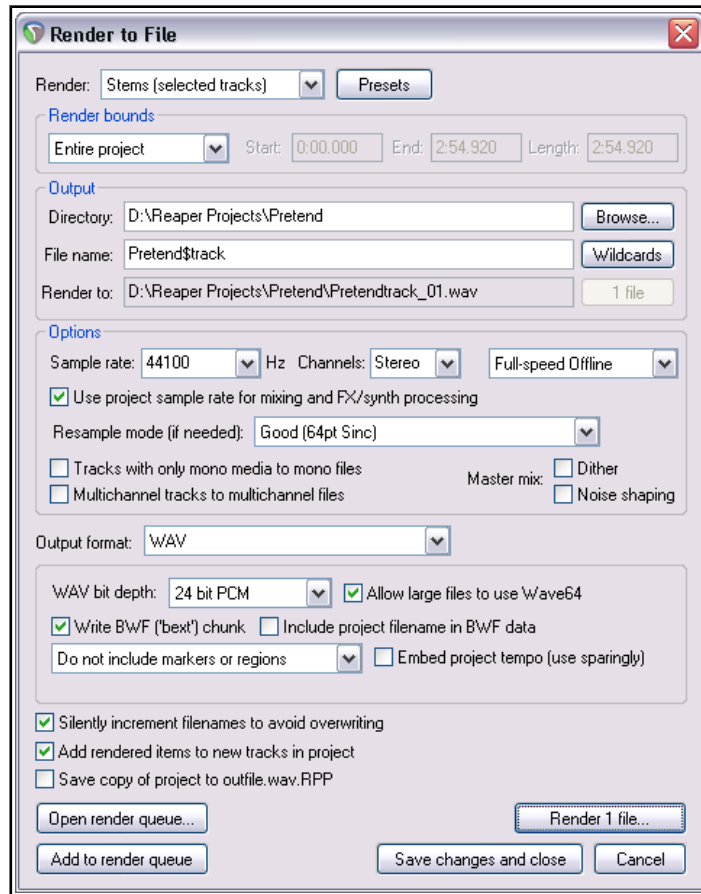 Render to File
Render: Stems (selected tracks) Presets
Render bounds
Entire project Start: 0:00.000 End: 2:54.920 Length: 2:54.920
Output
Directory: D:\Reaper Projects\Pretend Browse...
File name: Pretend$track Wildcards
Render to: D:\Reaper Projects\Pretend\Pretendtrack_01.wav 1 file
Options
Sample rate: 44100 Hz Channels: Stereo Full-speed Offline
Use project sample rate for mixing and FX/synth processing
Resample mode (if needed): Good (64pt Sinc)
Tracks with only mono media to mono files Master mix: Dither
Multichannel tracks to multichannel files Noise shaping
Output format: WAV
WAV bit depth: 24 bit PCM Allow large files to use Wave64
Write BWF ('bext') chunk Include project filename in BWF data
Do not include markers or regions Embed project tempo (use sparingly)
Silently increment filenames to avoid overwriting
Add rendered items to new tracks in project
Save copy of project to outfile.wav.RPP
Open render queue... Render 1 file...
Add to render queue Save changes and close Cancel